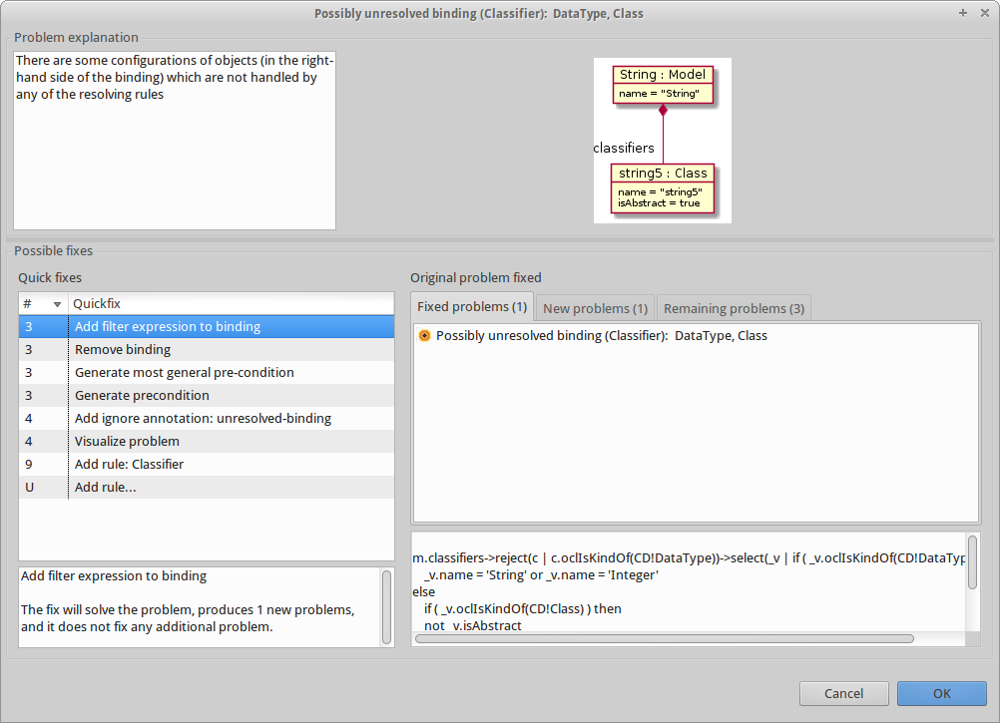 Possibly unresolved binding (Classifier):  DataType, Class
Problem explanation
There are some configurations of objects (in the right-
hand side of the binding) which are not handled by
any of the resolving rules
String : Model
name = "String"
classifiers
string5 : Class
name = "string5"
isAbstract = true
Possible fixes
Quick fixes
# Quickfix
3 Add filter expression to binding
3 Remove binding
3 Generate most general pre-condition
3 Generate precondition
4 Add ignore annotation: unresolved-binding
4 Visualize problem
9 Add rule: Classifier
U Add rule...
Add filter expression to binding
The fix will solve the problem, produces 1 new problems,
and it does not fix any additional problem.
Original problem fixed
Fixed problems (1) New problems (1) Remaining problems (3)
Possibly unresolved binding (Classifier):  DataType, Class
m.classifiers->reject(c | c.oclIsKindOf(CD!DataType))->select(_v | if ( _v.oclIsKindOf(CD!DataTyp
_v.name = 'String' or _v.name = 'Integer'
else
if ( _v.oclIsKindOf(CD!Class) ) then
not _v.isAbstract
Cancel OK